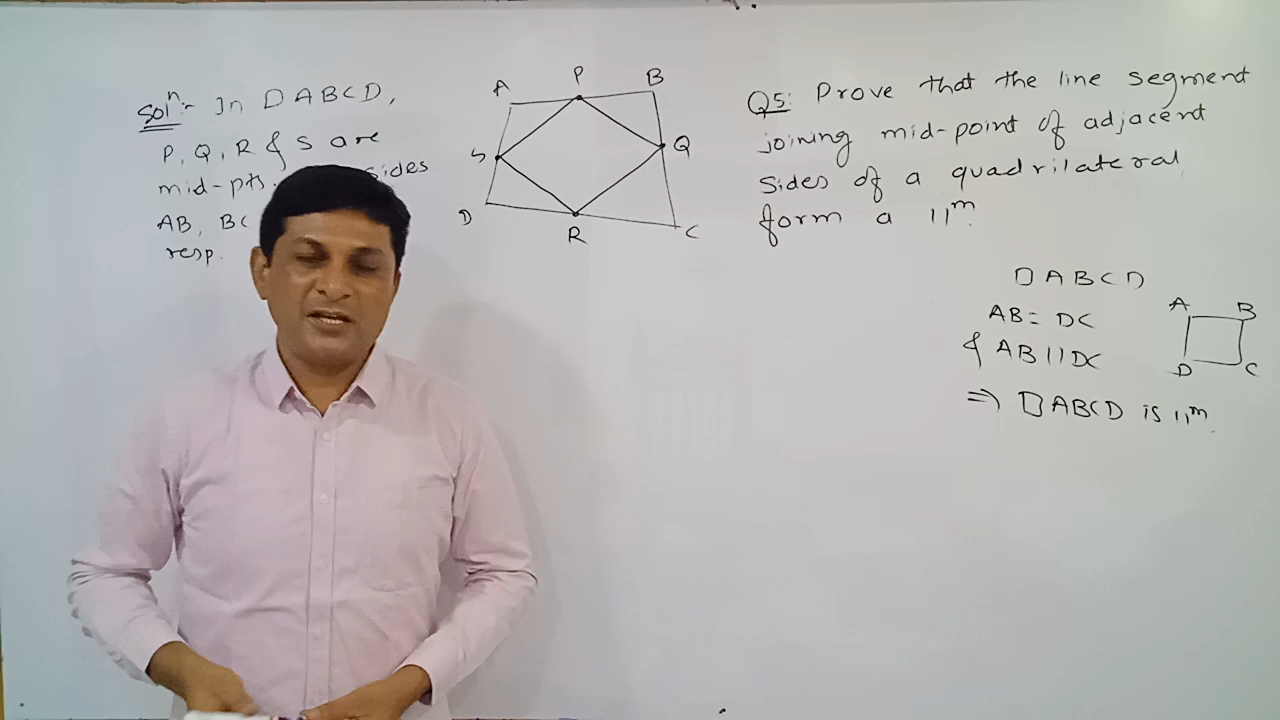 Solⁿ:- In □ABCD,
P, Q, R & S are
mid-pts. sides
AB, BC
resp.
A P B
S Q
D R C
Q5: Prove that the line segment
joining mid-point of adjacent
sides of a quadrilateral
form a ||ᵐ.
□ABCD
AB = DC
& AB || DC
⇒ □ABCD is ||ᵐ.
A B
D C